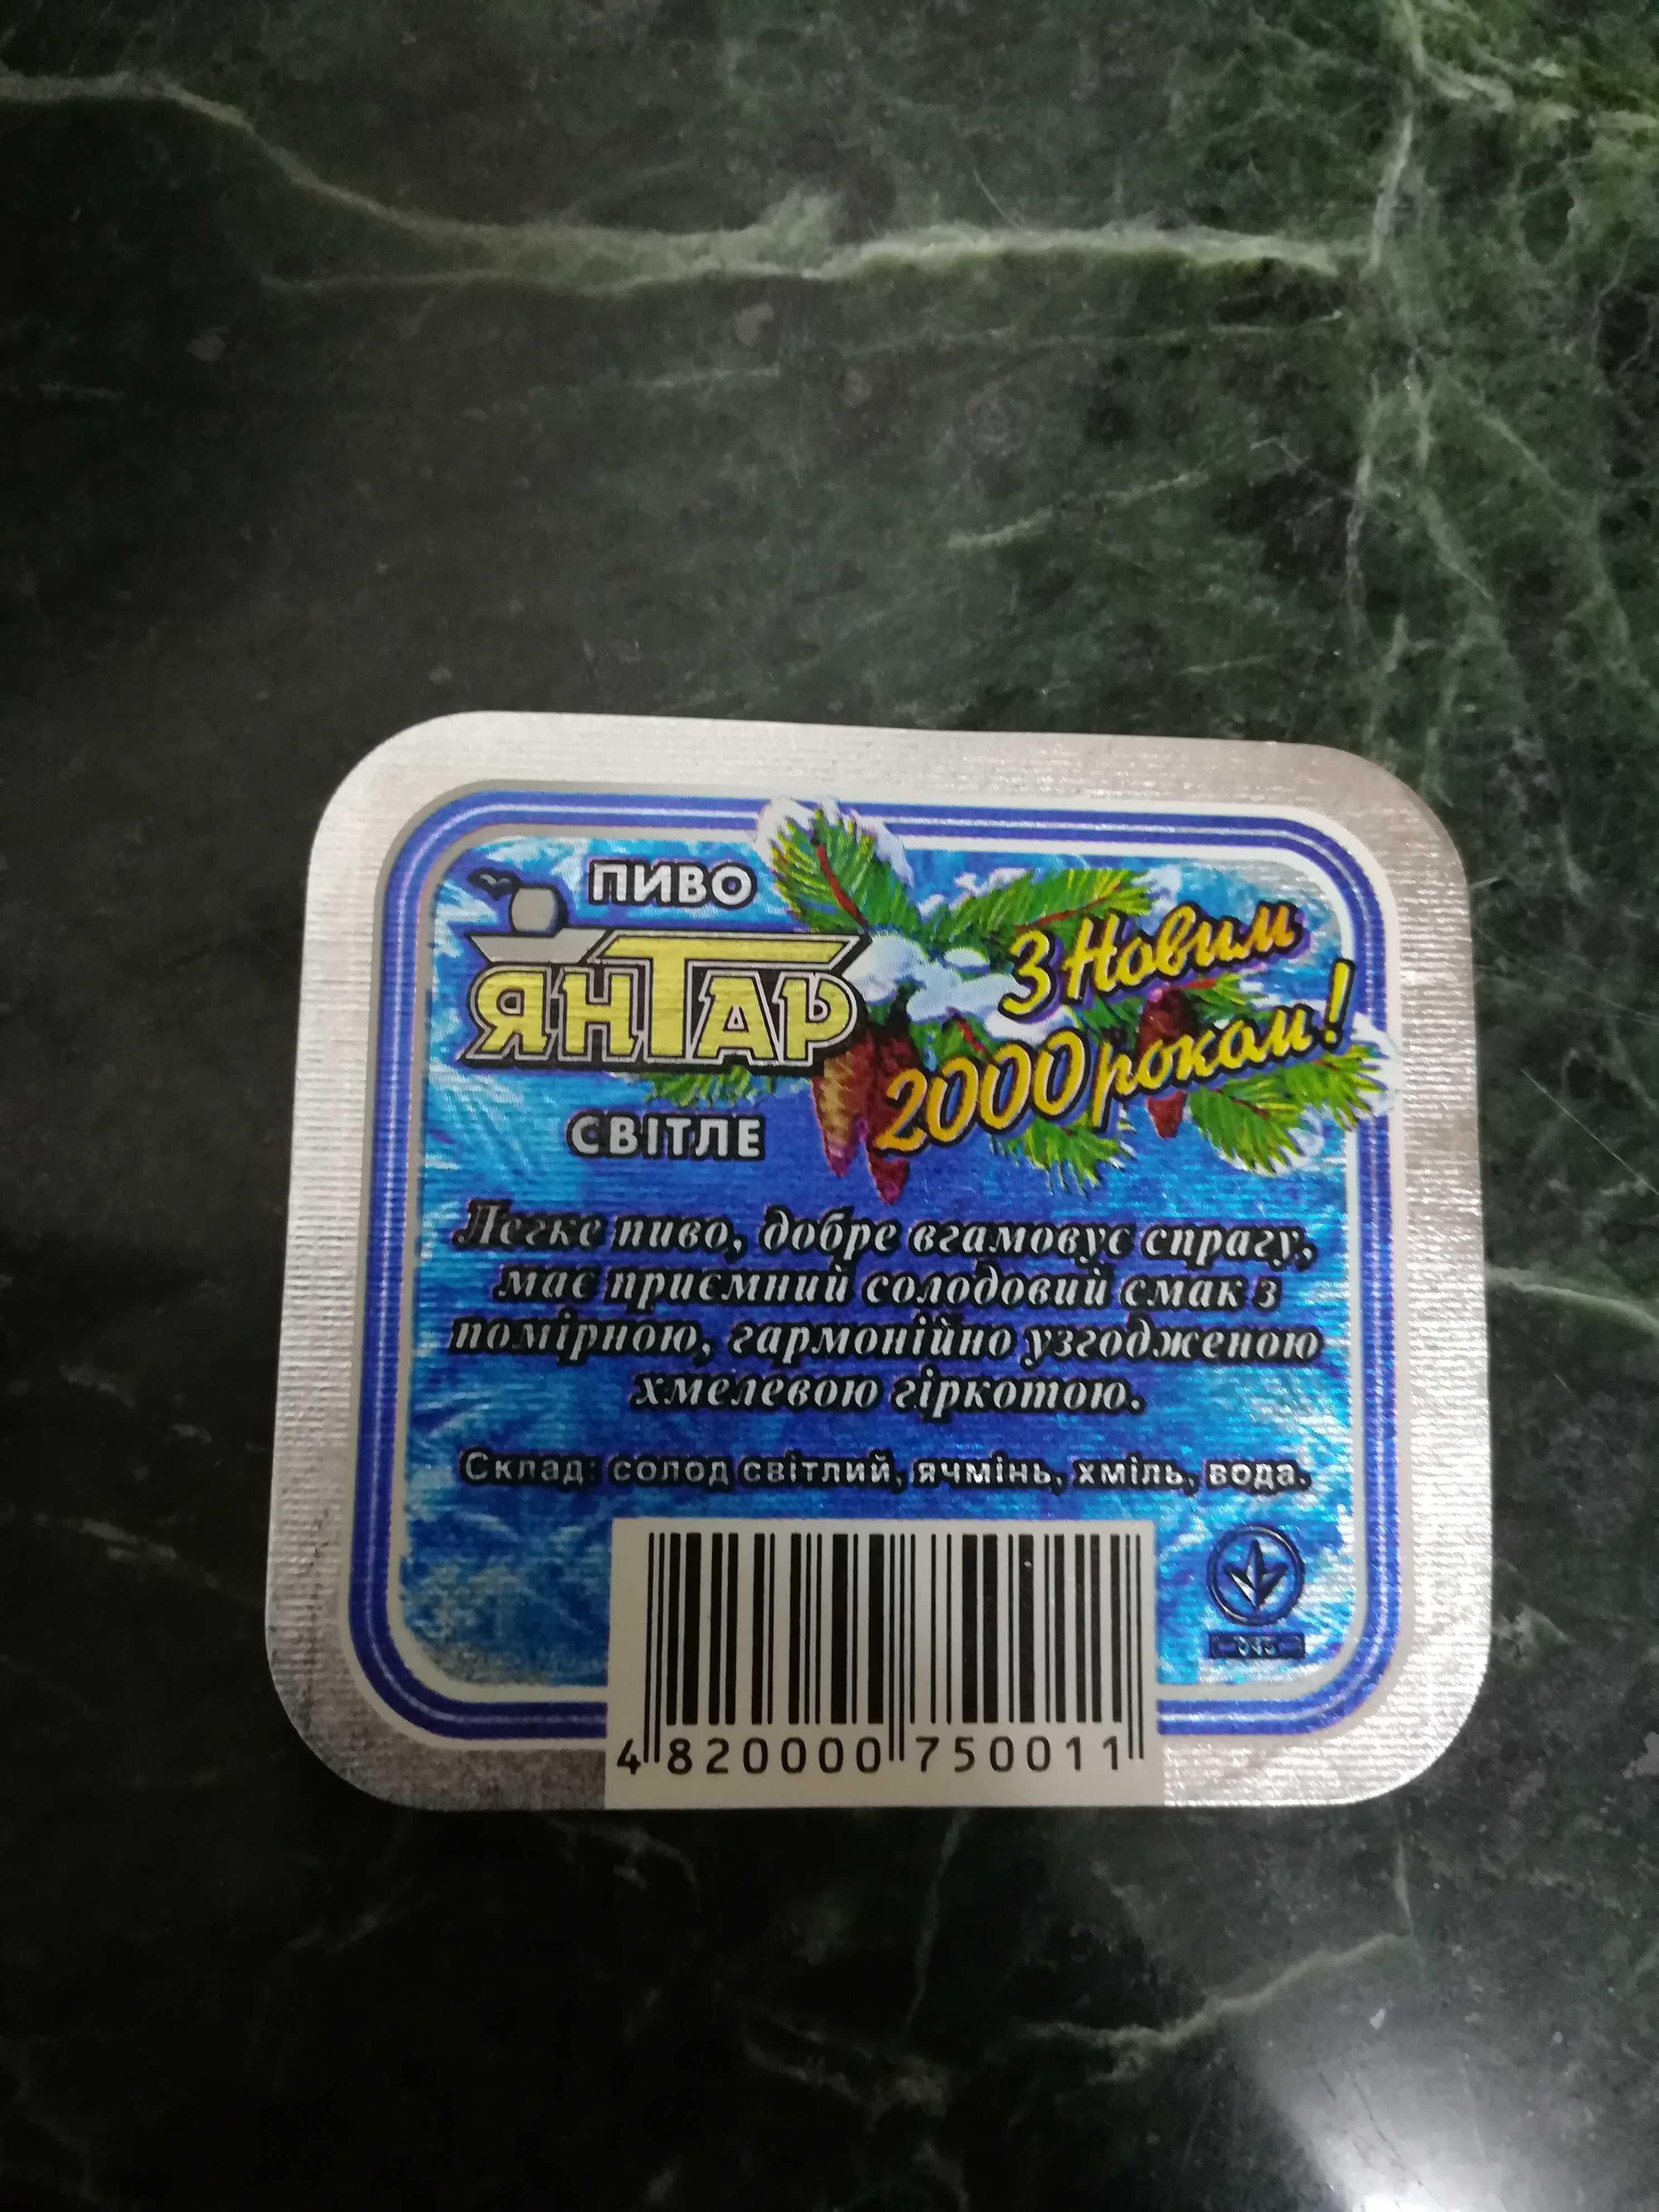 ПИВО
ЯНТАР
СВІТЛЕ
З Новим
2000 роком!
Легке пиво, добре вгамовує спрагу,
має приємний солодовий смак з
помірною, гармонійно узгодженою
хмелевою гіркотою.
Склад: солод світлий, ячмінь, хміль, вода.
4 820000 750011